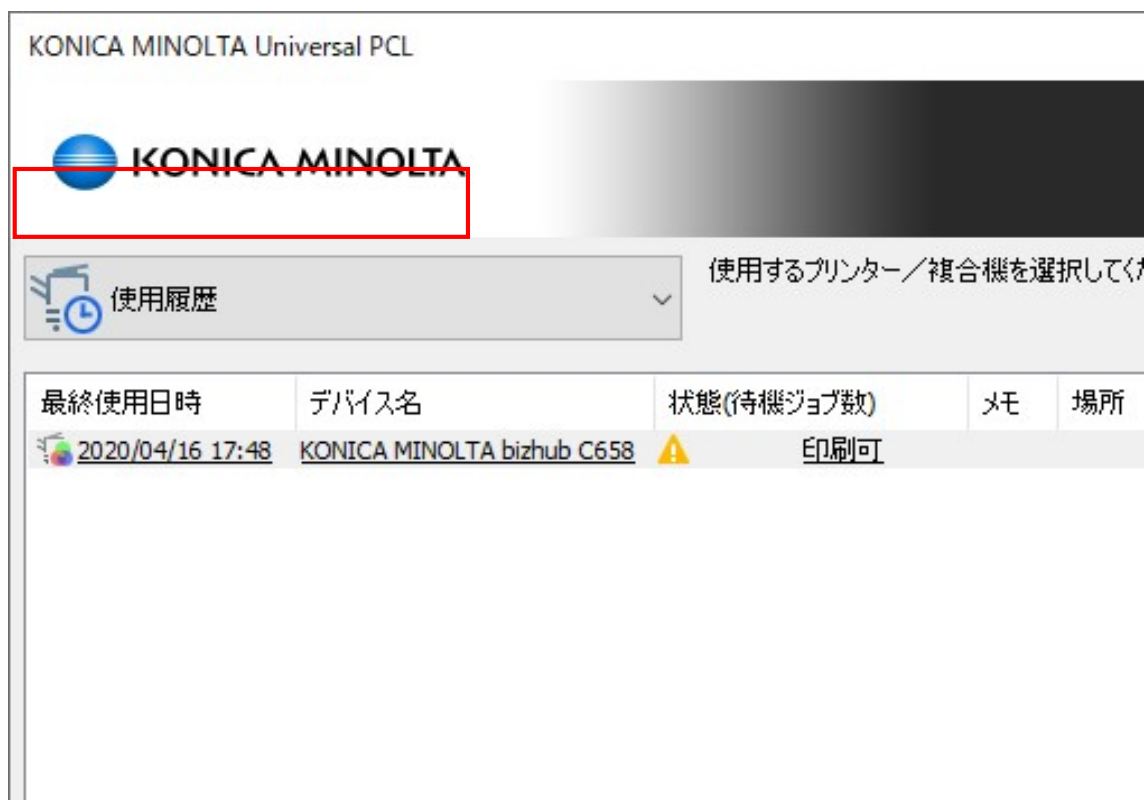 KONICA MINOLTA Universal PCL
KONICA MINOLTA
使用履歴
使用するプリンター／複合機を選択してく
最終使用日時 デバイス名 状態(待機ジョブ数) メモ 場所
2020/04/16 17:48 KONICA MINOLTA bizhub C658 印刷可